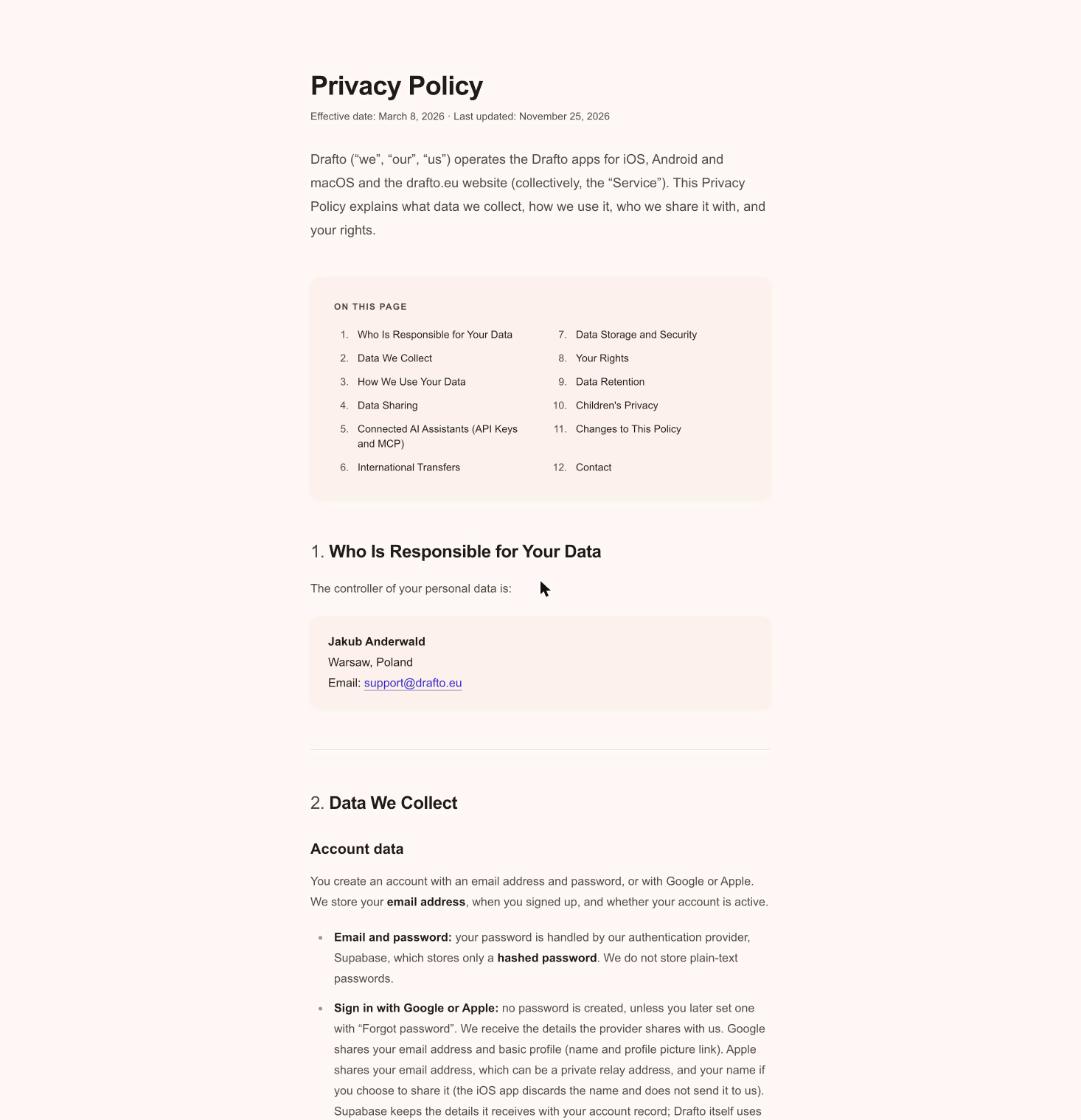 Privacy Policy
Effective date: March 8, 2026 · Last updated: November 25, 2026
Drafto (“we”, “our”, “us”) operates the Drafto apps for iOS, Android and
macOS and the drafto.eu website (collectively, the “Service”). This Privacy
Policy explains what data we collect, how we use it, who we share it with, and
your rights.
ON THIS PAGE
1. Who Is Responsible for Your Data
2. Data We Collect
3. How We Use Your Data
4. Data Sharing
5. Connected AI Assistants (API Keys
and MCP)
6. International Transfers
7. Data Storage and Security
8. Your Rights
9. Data Retention
10. Children's Privacy
11. Changes to This Policy
12. Contact
1. Who Is Responsible for Your Data
The controller of your personal data is:
Jakub Anderwald
Warsaw, Poland
Email: support@drafto.eu
2. Data We Collect
Account data
You create an account with an email address and password, or with Google or Apple.
We store your email address, when you signed up, and whether your account is active.
• Email and password: your password is handled by our authentication provider,
Supabase, which stores only a hashed password. We do not store plain-text
passwords.
• Sign in with Google or Apple: no password is created, unless you later set one
with “Forgot password”. We receive the details the provider shares with us. Google
shares your email address and basic profile (name and profile picture link). Apple
shares your email address, which can be a private relay address, and your name if
you choose to share it (the iOS app discards the name and does not send it to us).
Supabase keeps the details it receives with your account record; Drafto itself uses